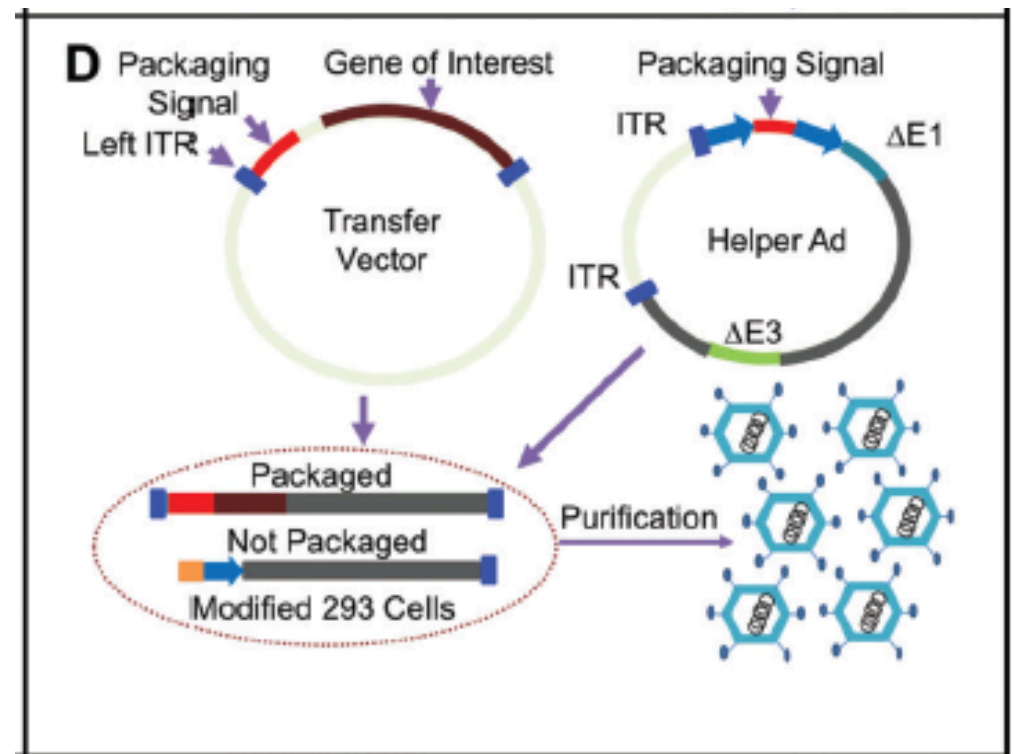 D
Packaging
Signal
Gene of Interest
Left ITR
Transfer
Vector
Packaging Signal
ITR
ΔE1
Helper Ad
ITR
ΔE3
Packaged
Not Packaged
Modified 293 Cells
Purification